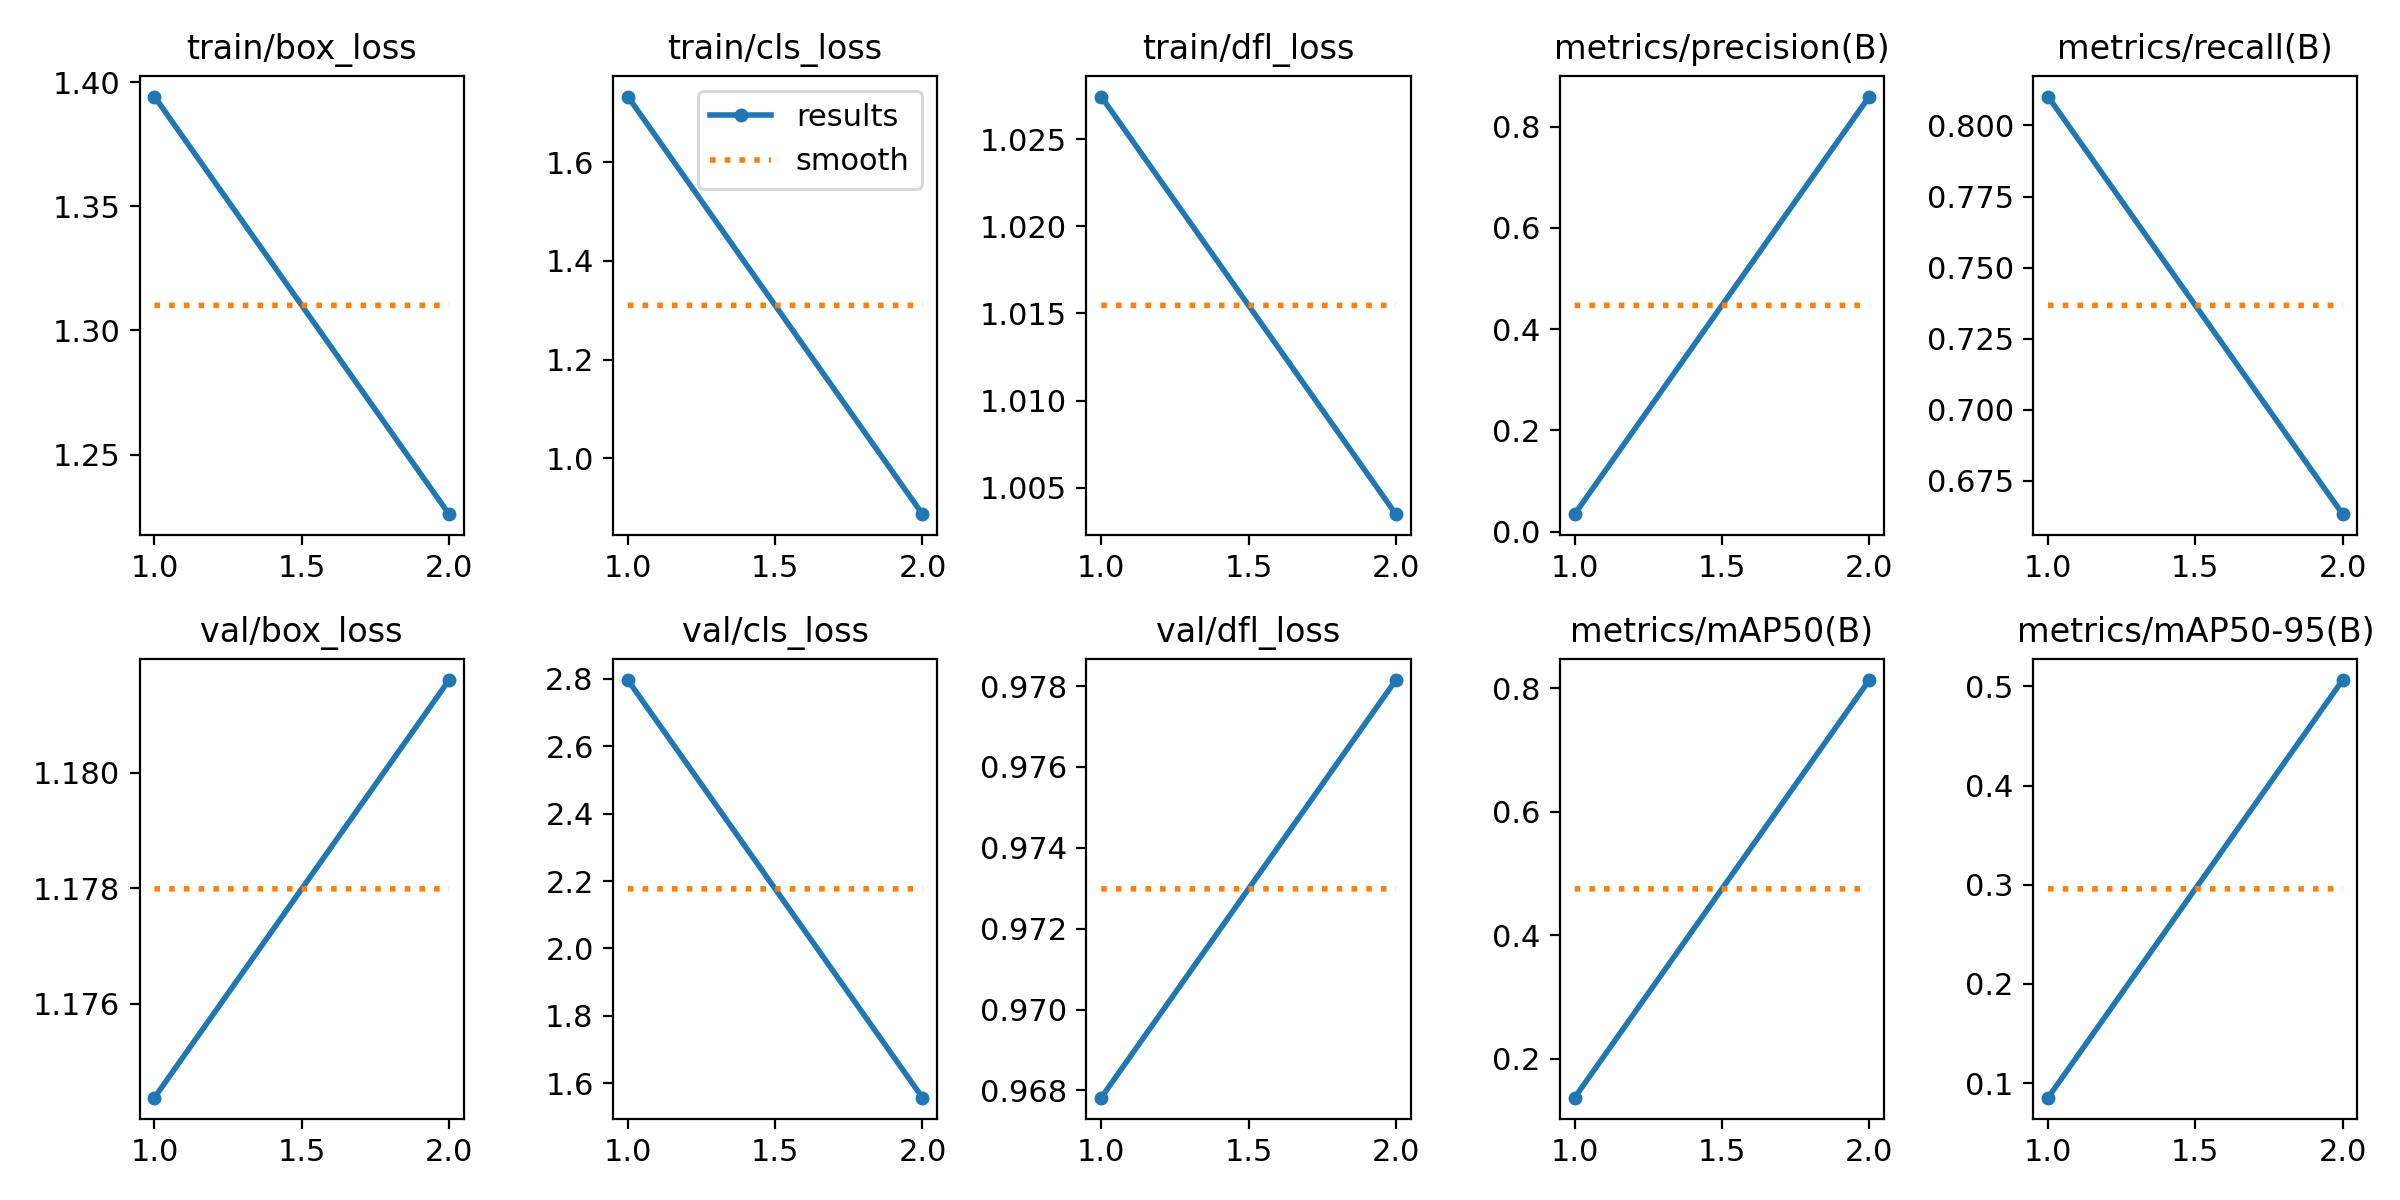 train/box_loss
1.40
1.35
1.30
1.25
1.0 1.5 2.0
train/cls_loss
results
smooth
1.6
1.4
1.2
1.0
1.0 1.5 2.0
train/dfl_loss
1.025
1.020
1.015
1.010
1.005
1.0 1.5 2.0
metrics/precision(B)
0.8
0.6
0.4
0.2
0.0
1.0 1.5 2.0
metrics/recall(B)
0.800
0.775
0.750
0.725
0.700
0.675
1.0 1.5 2.0
val/box_loss
1.180
1.178
1.176
1.0 1.5 2.0
val/cls_loss
2.8
2.6
2.4
2.2
2.0
1.8
1.6
1.0 1.5 2.0
val/dfl_loss
0.978
0.976
0.974
0.972
0.970
0.968
1.0 1.5 2.0
metrics/mAP50(B)
0.8
0.6
0.4
0.2
1.0 1.5 2.0
metrics/mAP50-95(B)
0.5
0.4
0.3
0.2
0.1
1.0 1.5 2.0